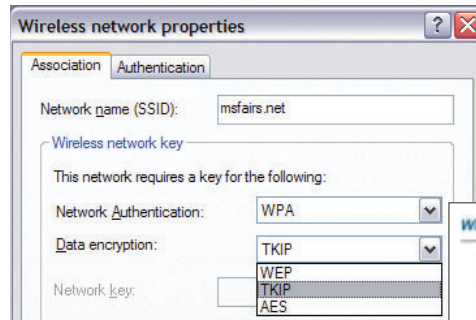 Wireless network properties
Association Authentication
Network name (SSID): msfairs.net
Wireless network key
This network requires a key for the following:
Network Authentication: WPA
Data encryption: TKIP
WEP
TKIP
AES
Network key: